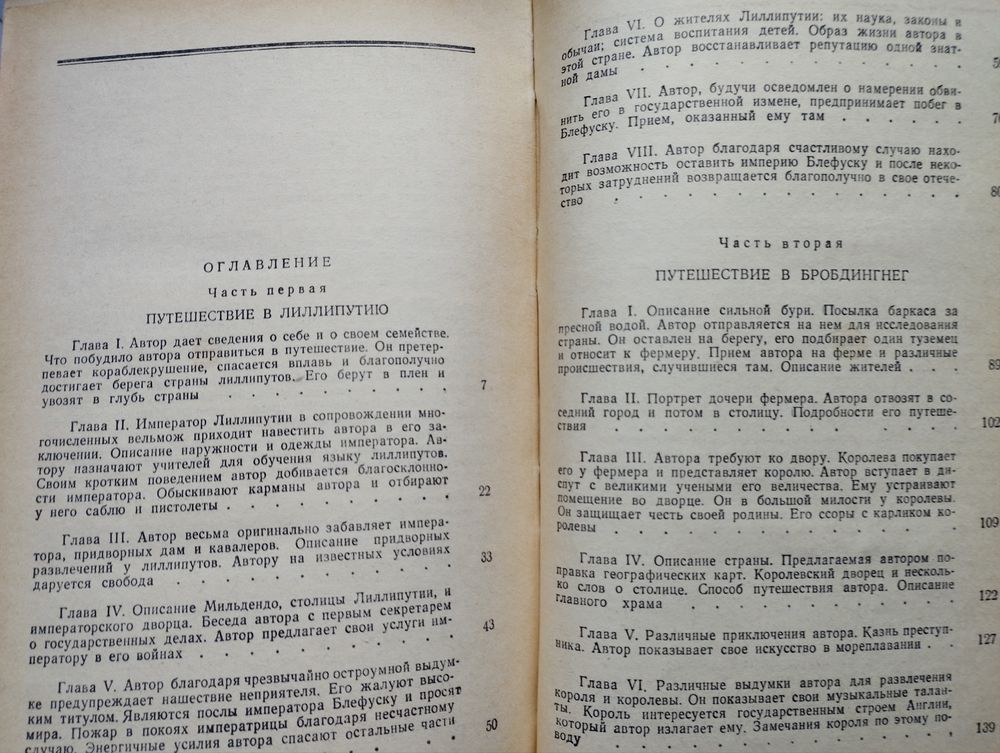 ОГЛАВЛЕНИЕ
Часть первая
ПУТЕШЕСТВИЕ В ЛИЛЛИПУТИЮ
Глава I. Автор дает сведения о себе и о своем семействе.
Что побудило автора отправиться в путешествие. Он претер-
певает кораблекрушение, спасается вплавь и благополучно
достигает берега страны лиллипутов. Его берут в плен и
увозят в глубь страны . . . . . . . . . . 7
Глава II. Император Лиллипутии в сопровождении мно-
гочисленных вельмож приходит навестить автора в его за-
ключении. Описание наружности и одежды императора. Ав-
тору назначают учителей для обучения языку лиллипутов.
Своим кротким поведением автор добивается благосклонно-
сти императора. Обыскивают карманы автора и отбирают
у него саблю и пистолеты . . . . . . . . . 22
Глава III. Автор весьма оригинально забавляет импера-
тора, придворных дам и кавалеров. Описание придворных
развлечений у лиллипутов. Автору на известных условиях
даруется свобода . . . . . . . . . . . 33
Глава IV. Описание Мильдендо, столицы Лиллипутии, и
императорского дворца. Беседа автора с первым секретарем
о государственных делах. Автор предлагает свои услуги им-
ператору в его войнах . . . . . . . . . . 43
Глава V. Автор благодаря чрезвычайно остроумной выдум-
ке предупреждает нашествие неприятеля. Его жалуют высо-
ким титулом. Являются послы императора Блефуску и просят
мира. Пожар в покоях императрицы благодаря несчастному
случаю. Энергичные усилия автора спасают остальные части 50
Глава VI. О жителях Лиллипутии: их наука, законы и
обычаи; система воспитания детей. Образ жизни автора в
этой стране. Автор восстанавливает репутацию одной знат-
ной дамы . . . . . . . . . . . .
Глава VII. Автор, будучи осведомлен о намерении обви-
нить его в государственной измене, предпринимает побег в
Блефуску. Прием, оказанный ему там . . . . . .
Глава VIII. Автор благодаря счастливому случаю нахо-
дит возможность оставить империю Блефуску и после неко-
торых затруднений возвращается благополучно в свое отече-
ство . . . . . . . . . . . . . 80
Часть вторая
ПУТЕШЕСТВИЕ В БРОБДИНГНЕГ
Глава I. Описание сильной бури. Посылка баркаса за
пресной водой. Автор отправляется на нем для исследования
страны. Он оставлен на берегу, его подбирает один туземец
и относит к фермеру. Прием автора на ферме и различные
происшествия, случившиеся там. Описание жителей . . . 89
Глава II. Портрет дочери фермера. Автора отвозят в со-
седний город и потом в столицу. Подробности его путеше-
ствия . . . . . . . . . . . . . 102
Глава III. Автора требуют ко двору. Королева покупает
его у фермера и представляет королю. Автор вступает в ди-
спут с великими учеными его величества. Ему устраивают
помещение во дворце. Он в большой милости у королевы.
Он защищает честь своей родины. Его ссоры с карликом ко-
ролевы . . . . . . . . . . . . . 109
Глава IV. Описание страны. Предлагаемая автором по-
правка географических карт. Королевский дворец и несколь-
ко слов о столице. Способ путешествия автора. Описание
главного храма . . . . . . . . . . . 122
Глава V. Различные приключения автора. Казнь преступ-
ника. Автор показывает свое искусство в мореплавании . . 127
Глава VI. Различные выдумки автора для развлечения
короля и королевы. Он показывает свои музыкальные талан-
ты. Король интересуется государственным строем Англии,
который автор излагает ему. Замечания короля по этому по-
воду . . . . . . . . . . . . . 139